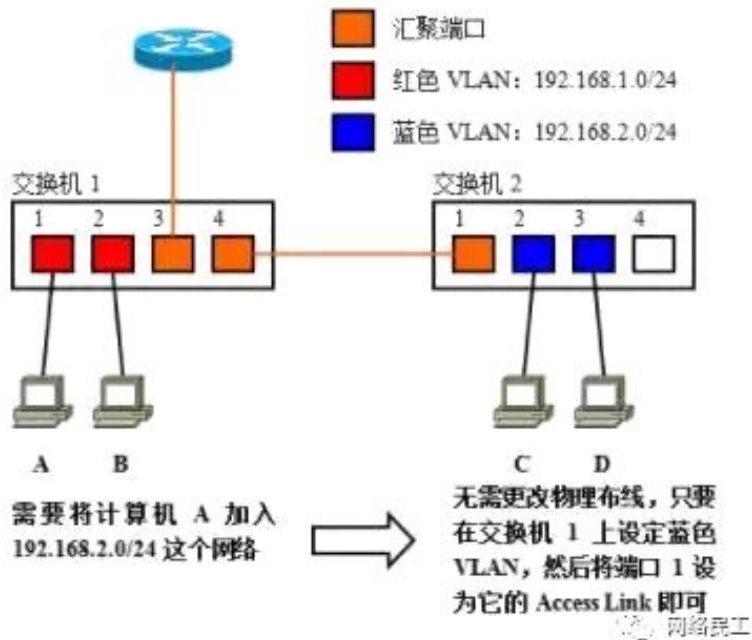 汇聚端口
红色 VLAN：192.168.1.0/24
蓝色 VLAN：192.168.2.0/24
交换机 1
1 2 3 4
交换机 2
1 2 3 4
A B
C D
需要将计算机 A 加入
192.168.2.0/24 这个网络
无需更改物理布线，只要
在交换机 1 上设定蓝色
VLAN，然后将端口 1 设
为它的 Access Link 即可
网络民工